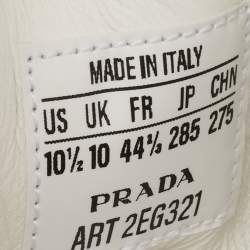 MADE IN ITALY
US UK FR JP CHN
10½ 10 44⅔ 285 275
PRADA
ART 2EG321